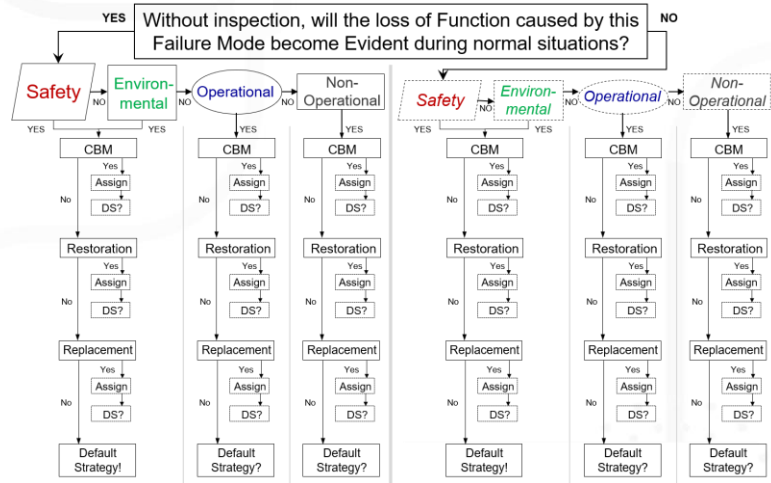 YES
Without inspection, will the loss of Function caused by this
Failure Mode become Evident during normal situations?
NO
Safety
NO
Environ-
mental
NO
Operational
NO
Non-
Operational
Safety
NO
Environ-
mental
NO
Operational
NO
Non-
Operational
YES YES YES YES YES YES YES YES
CBM CBM CBM CBM CBM CBM
Yes Yes Yes Yes Yes Yes
Assign Assign Assign Assign Assign Assign
No No No No No No
DS? DS? DS? DS? DS? DS?
Restoration Restoration Restoration Restoration Restoration Restoration
Yes Yes Yes Yes Yes Yes
Assign Assign Assign Assign Assign Assign
No No No No No No
DS? DS? DS? DS? DS? DS?
Replacement Replacement Replacement Replacement Replacement Replacement
Yes Yes Yes Yes Yes Yes
Assign Assign Assign Assign Assign Assign
No No No No No No
DS? DS? DS? DS? DS? DS?
Default Default Default Default Default Default
Strategy! Strategy? Strategy? Strategy! Strategy? Strategy?